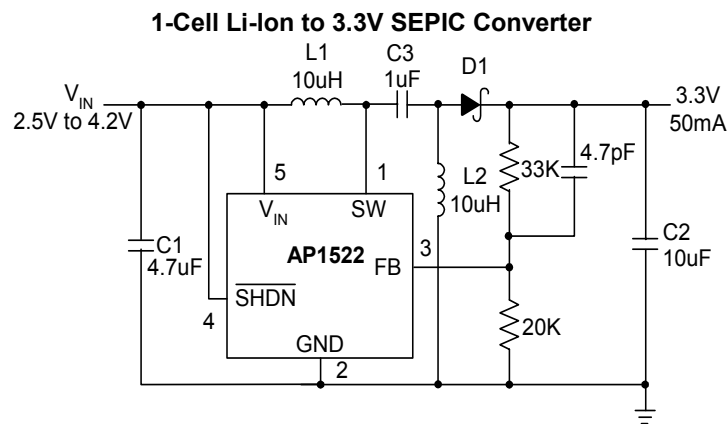 1-Cell Li-Ion to 3.3V SEPIC Converter
L1
10uH
C3
1uF
D1
VIN
2.5V to 4.2V
3.3V
50mA
5
1
L2
10uH
33K
4.7pF
VIN
SW
C1
4.7uF
AP1522
FB
3
C2
10uF
SHDN
4
20K
GND
2